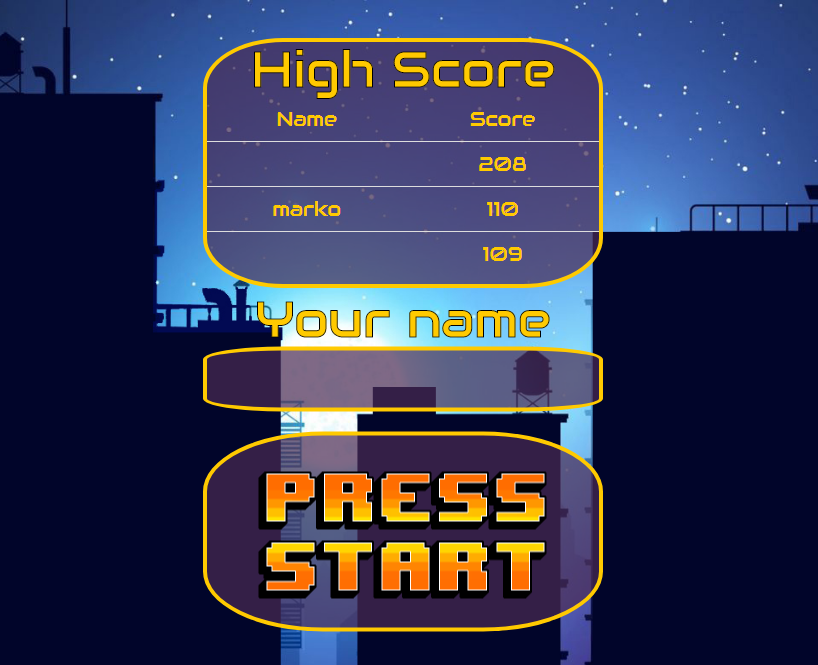 High Score
Name Score
208
marko 110
109
Your name
PRESS
START